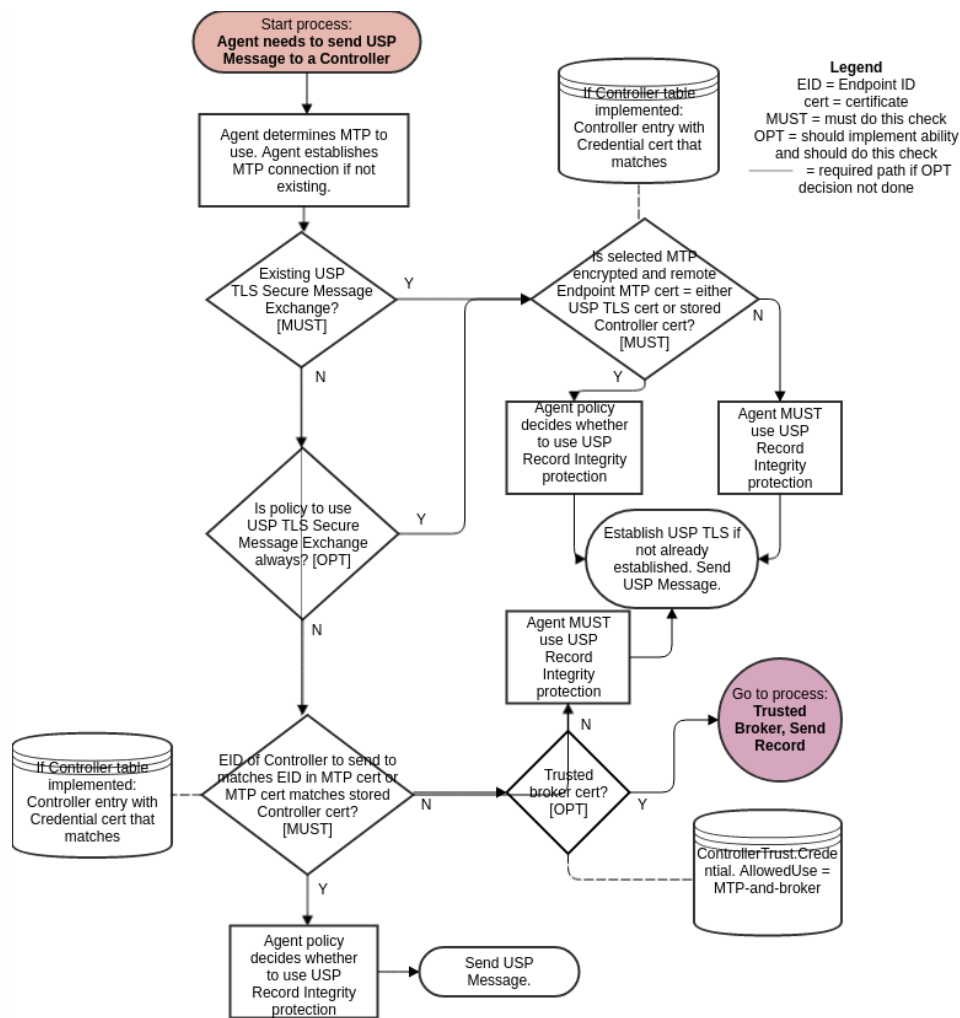 Start process:
Agent needs to send USP
Message to a Controller
If Controller table
implemented:
Controller entry with
Credential cert that
matches
Legend
EID = Endpoint ID
cert = certificate
MUST = must do this check
OPT = should implement ability
and should do this check
= required path if OPT
decision not done
Agent determines MTP to
use. Agent establishes
MTP connection if not
existing.
Existing USP
TLS Secure Message
Exchange?
[MUST]
Y
N
Is selected MTP
encrypted and remote
Endpoint MTP cert = either
USP TLS cert or stored
Controller cert?
[MUST]
N
Y
Agent policy
decides whether
to use USP
Record Integrity
protection
Agent MUST
use USP
Record
Integrity
protection
Is policy to use
USP TLS Secure
Message Exchange
always? [OPT]
Y
N
Establish USP TLS if
not already
established. Send
USP Message.
Agent MUST
use USP
Record
Integrity
protection
Go to process:
Trusted
Broker, Send
Record
N
Trusted
broker cert?
[OPT]
Y
If Controller table
implemented:
Controller entry with
Credential cert that
matches
EID of Controller to send to
matches EID in MTP cert or
MTP cert matches stored
Controller cert?
[MUST]
N
Y
ControllerTrust.Crede
ntial. AllowedUse =
MTP-and-broker
Agent policy
decides whether
to use USP
Record Integrity
protection
Send USP
Message.